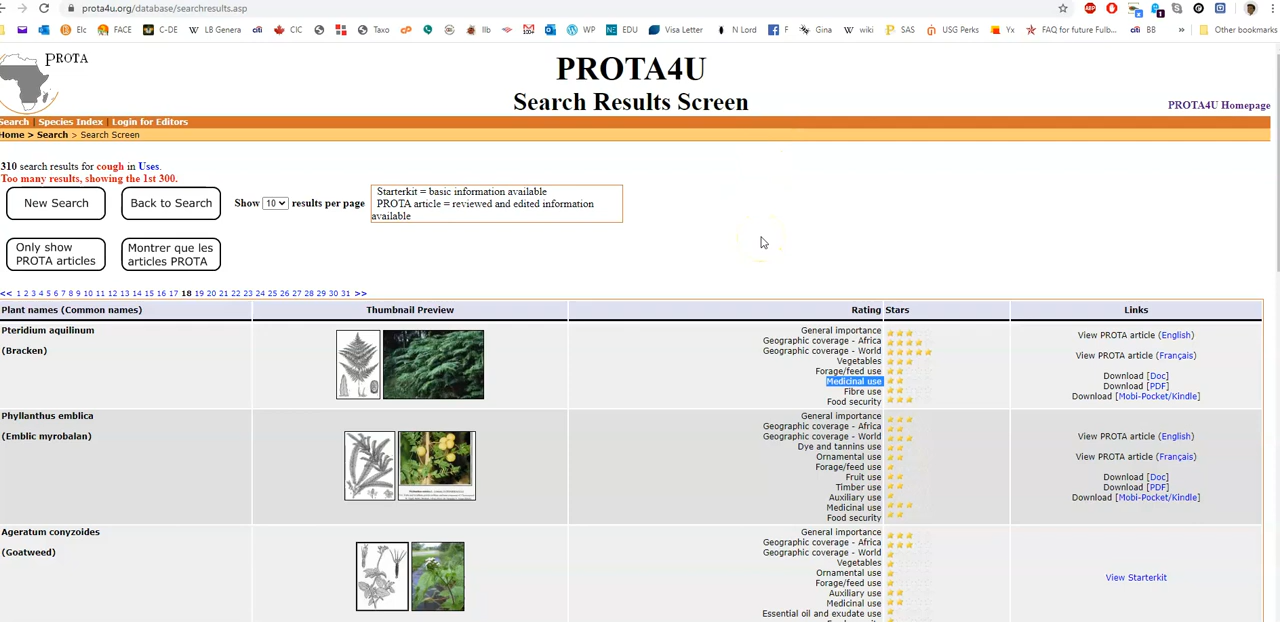 prota4u.org/database/searchresults.asp
Elc FACE C-DE LB Genera citi CIC Taxo Ilib WP EDU Visa Letter N Lord F Gina wiki SAS USG Perks Yx FAQ for future Fulb... BB » Other bookmarks
PROTA
PROTA4U
Search Results Screen
PROTA4U Homepage
Search | Species Index | Login for Editors
Home > Search > Search Screen
310 search results for cough in Uses.
Too many results, showing the 1st 300.
New Search
Back to Search
Show 10 results per page
Starterkit = basic information available
PROTA article = reviewed and edited information
available
Only show
PROTA articles
Montrer que les
articles PROTA
<< 1 2 3 4 5 6 7 8 9 10 11 12 13 14 15 16 17 18 19 20 21 22 23 24 25 26 27 28 29 30 31 >>
Plant names (Common names) Thumbnail Preview Rating Stars Links
Pteridium aquilinum
(Bracken)
General importance
Geographic coverage - Africa
Geographic coverage - World
Vegetables
Forage/feed use
Medicinal use
Fibre use
Food security
View PROTA article (English)
View PROTA article (Français)
Download [Doc]
Download [PDF]
Download [Mobi-Pocket/Kindle]
Phyllanthus emblica
(Emblic myrobalan)
General importance
Geographic coverage - Africa
Geographic coverage - World
Dye and tannins use
Ornamental use
Forage/feed use
Fruit use
Timber use
Auxiliary use
Medicinal use
Food security
View PROTA article (English)
View PROTA article (Français)
Download [Doc]
Download [PDF]
Download [Mobi-Pocket/Kindle]
Ageratum conyzoides
(Goatweed)
General importance
Geographic coverage - Africa
Geographic coverage - World
Vegetables
Ornamental use
Forage/feed use
Auxiliary use
Medicinal use
Essential oil and exudate use
View Starterkit